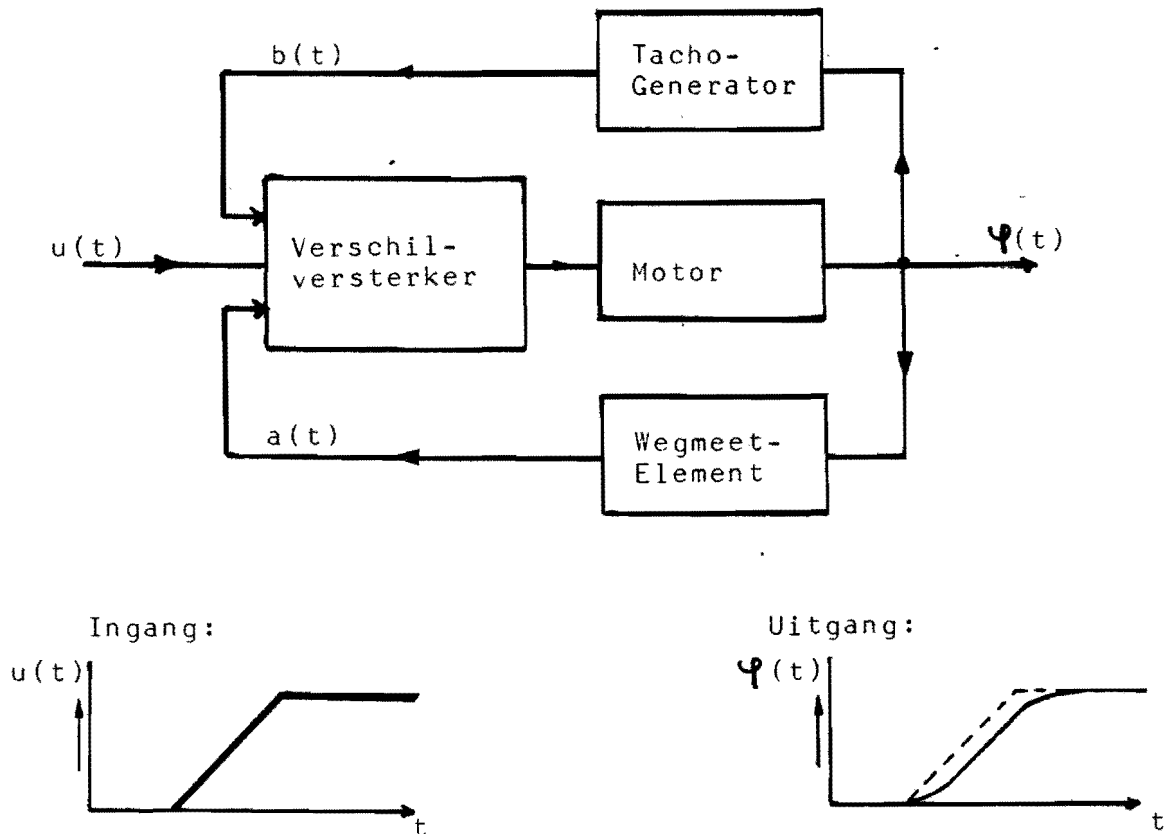 b(t)
Tacho-
Generator
u(t)
Verschil-
versterker
Motor
φ(t)
a(t)
Wegmeet-
Element
Ingang:
u(t)
t
Uitgang:
φ(t)
t